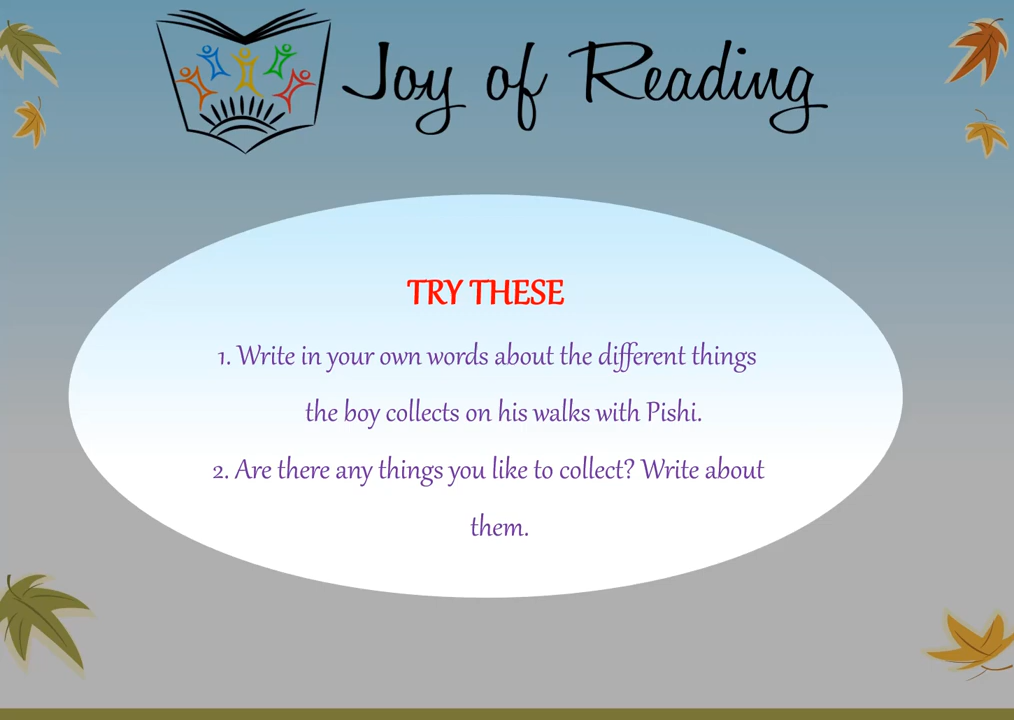 Joy of Reading
TRY THESE
1. Write in your own words about the different things
the boy collects on his walks with Pishi.
2. Are there any things you like to collect? Write about
them.